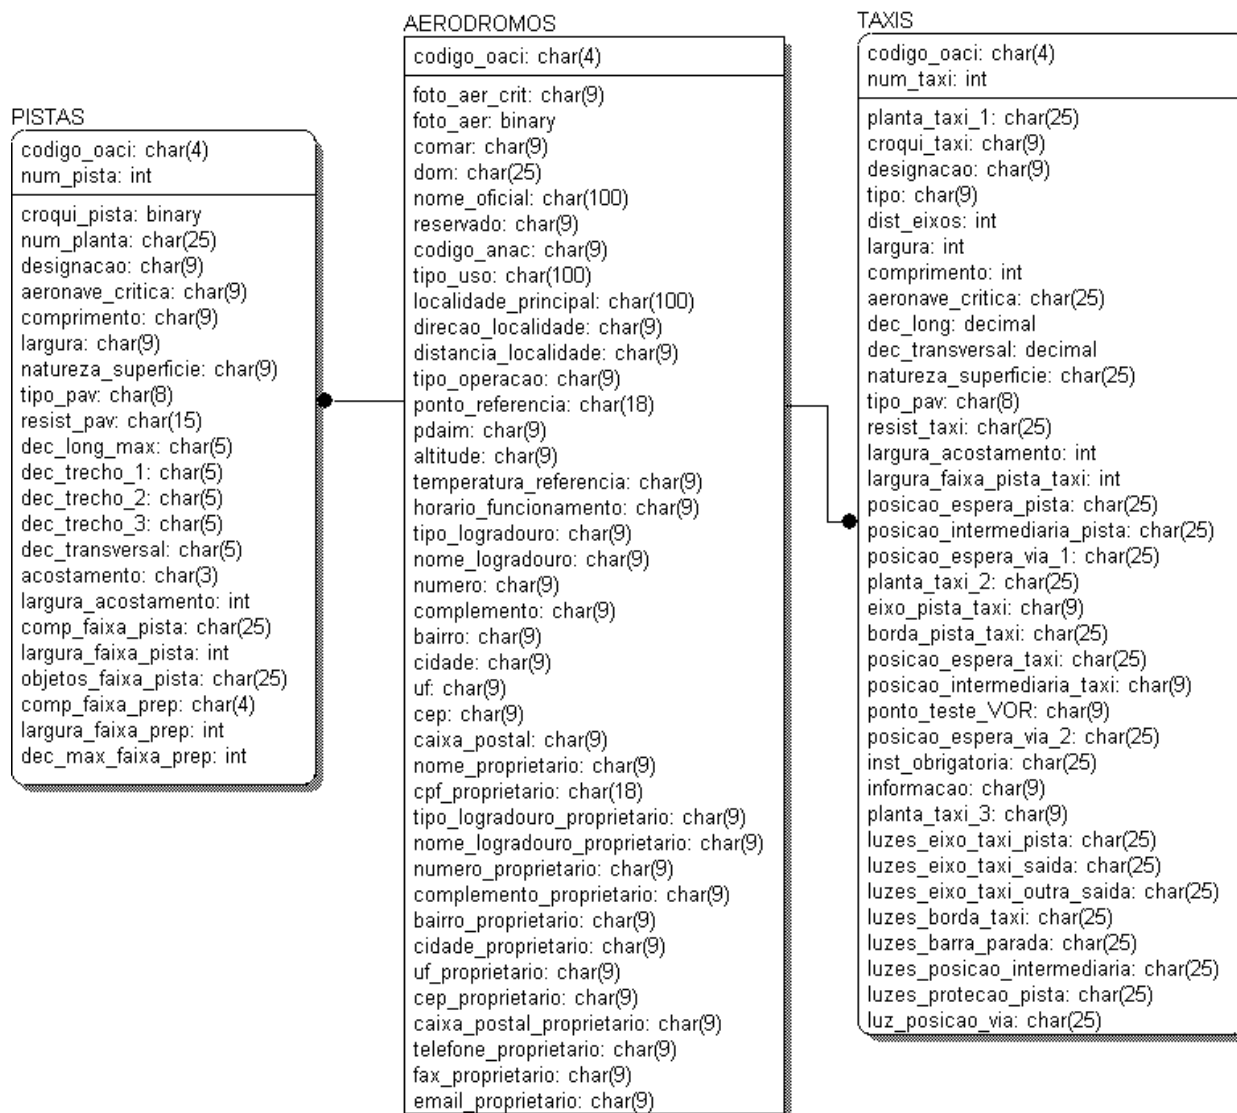 PISTAS
codigo_oaci: char(4)
num_pista: int
croqui_pista: binary
num_planta: char(25)
designacao: char(9)
aeronave_critica: char(9)
comprimento: char(9)
largura: char(9)
natureza_superficie: char(9)
tipo_pav: char(8)
resist_pav: char(15)
dec_long_max: char(5)
dec_trecho_1: char(5)
dec_trecho_2: char(5)
dec_trecho_3: char(5)
dec_transversal: char(5)
acostamento: char(3)
largura_acostamento: int
comp_faixa_pista: char(25)
largura_faixa_pista: int
objetos_faixa_pista: char(25)
comp_faixa_prep: char(4)
largura_faixa_prep: int
dec_max_faixa_prep: int
AERODROMOS
codigo_oaci: char(4)
foto_aer_crit: char(9)
foto_aer: binary
comar: char(9)
dom: char(25)
nome_oficial: char(100)
reservado: char(9)
codigo_anac: char(9)
tipo_uso: char(100)
localidade_principal: char(100)
direcao_localidade: char(9)
distancia_localidade: char(9)
tipo_operacao: char(9)
ponto_referencia: char(18)
pdaim: char(9)
altitude: char(9)
temperatura_referencia: char(9)
horario_funcionamento: char(9)
tipo_logradouro: char(9)
nome_logradouro: char(9)
numero: char(9)
complemento: char(9)
bairro: char(9)
cidade: char(9)
uf: char(9)
cep: char(9)
caixa_postal: char(9)
nome_proprietario: char(9)
cpf_proprietario: char(18)
tipo_logradouro_proprietario: char(9)
nome_logradouro_proprietario: char(9)
numero_proprietario: char(9)
complemento_proprietario: char(9)
bairro_proprietario: char(9)
cidade_proprietario: char(9)
uf_proprietario: char(9)
cep_proprietario: char(9)
caixa_postal_proprietario: char(9)
telefone_proprietario: char(9)
fax_proprietario: char(9)
email_proprietario: char(9)
TAXIS
codigo_oaci: char(4)
num_taxi: int
planta_taxi_1: char(25)
croqui_taxi: char(9)
designacao: char(9)
tipo: char(9)
dist_eixos: int
largura: int
comprimento: int
aeronave_critica: char(25)
dec_long: decimal
dec_transversal: decimal
natureza_superficie: char(25)
tipo_pav: char(8)
resist_taxi: char(25)
largura_acostamento: int
largura_faixa_pista_taxi: int
posicao_espera_pista: char(25)
posicao_intermediaria_pista: char(25)
posicao_espera_via_1: char(25)
planta_taxi_2: char(25)
eixo_pista_taxi: char(9)
borda_pista_taxi: char(25)
posicao_espera_taxi: char(25)
posicao_intermediaria_taxi: char(9)
ponto_teste_VOR: char(9)
posicao_espera_via_2: char(25)
inst_obrigatoria: char(25)
informacao: char(9)
planta_taxi_3: char(9)
luzes_eixo_taxi_pista: char(25)
luzes_eixo_taxi_saida: char(25)
luzes_eixo_taxi_outra_saida: char(25)
luzes_borda_taxi: char(25)
luzes_barra_parada: char(25)
luzes_posicao_intermediaria: char(25)
luzes_protecao_pista: char(25)
luz_posicao_via: char(25)